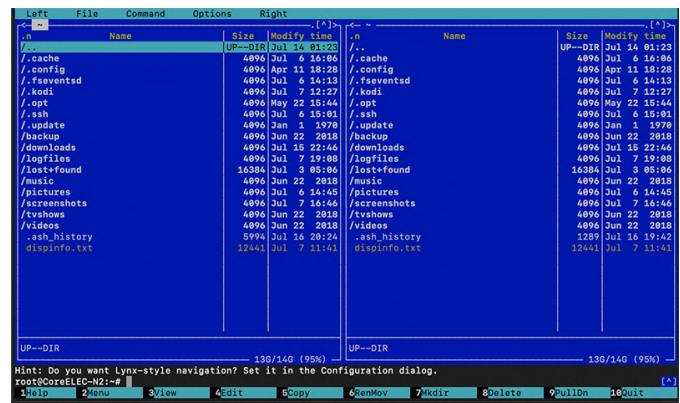 Left File Command Options Right
<- ~ .[^]> <- ~ .[^]>
.n Name Size Modify time .n Name Size Modify time
/.. UP--DIR Jul 14 01:23 /.. UP--DIR Jul 14 01:23
/.cache 4096 Jul 6 16:06 /.cache 4096 Jul 6 16:06
/.config 4096 Apr 11 18:28 /.config 4096 Apr 11 18:28
/.fseventsd 4096 Jul 6 14:13 /.fseventsd 4096 Jul 6 14:13
/.kodi 4096 Jul 7 12:27 /.kodi 4096 Jul 7 12:27
/.opt 4096 May 22 15:44 /.opt 4096 May 22 15:44
/.ssh 4096 Jul 6 15:01 /.ssh 4096 Jul 6 15:01
/.update 4096 Jan 1 1970 /.update 4096 Jan 1 1970
/backup 4096 Jun 22 2018 /backup 4096 Jun 22 2018
/downloads 4096 Jul 15 22:46 /downloads 4096 Jul 15 22:46
/logfiles 4096 Jul 7 19:08 /logfiles 4096 Jul 7 19:08
/lost+found 16384 Jul 3 05:06 /lost+found 16384 Jul 3 05:06
/music 4096 Jun 22 2018 /music 4096 Jun 22 2018
/pictures 4096 Jul 6 14:45 /pictures 4096 Jul 6 14:45
/screenshots 4096 Jul 7 16:46 /screenshots 4096 Jul 7 16:46
/tvshows 4096 Jun 22 2018 /tvshows 4096 Jun 22 2018
/videos 4096 Jun 22 2018 /videos 4096 Jun 22 2018
.ash_history 5994 Jul 16 20:24 .ash_history 1289 Jul 16 19:42
dispinfo.txt 12441 Jul 7 11:41 dispinfo.txt 12441 Jul 7 11:41
UP--DIR UP--DIR
13G/14G (95%) 13G/14G (95%)
Hint: Do you want Lynx-style navigation? Set it in the Configuration dialog.
root@CoreELEC-N2:~# [^]
1Help 2Menu 3View 4Edit 5Copy 6RenMov 7Mkdir 8Delete 9PullDn 10Quit